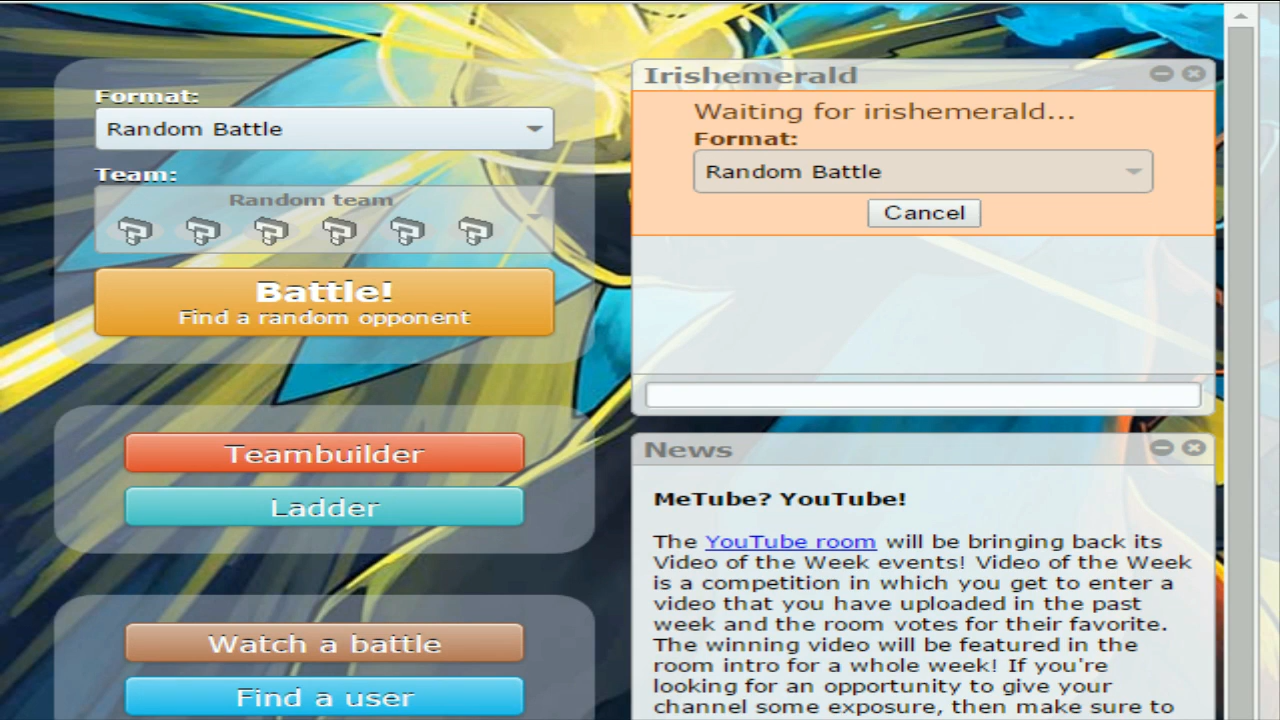 Format:
Random Battle
Team:
Random team
Battle!
Find a random opponent
Teambuilder
Ladder
Watch a battle
Find a user
Irishemerald
Waiting for irishemerald...
Format:
Random Battle
Cancel
News
MeTube? YouTube!
The YouTube room will be bringing back its
Video of the Week events! Video of the Week
is a competition in which you get to enter a
video that you have uploaded in the past
week and the room votes for their favorite.
The winning video will be featured in the
room intro for a whole week! If you're
looking for an opportunity to give your
channel some exposure, then make sure to